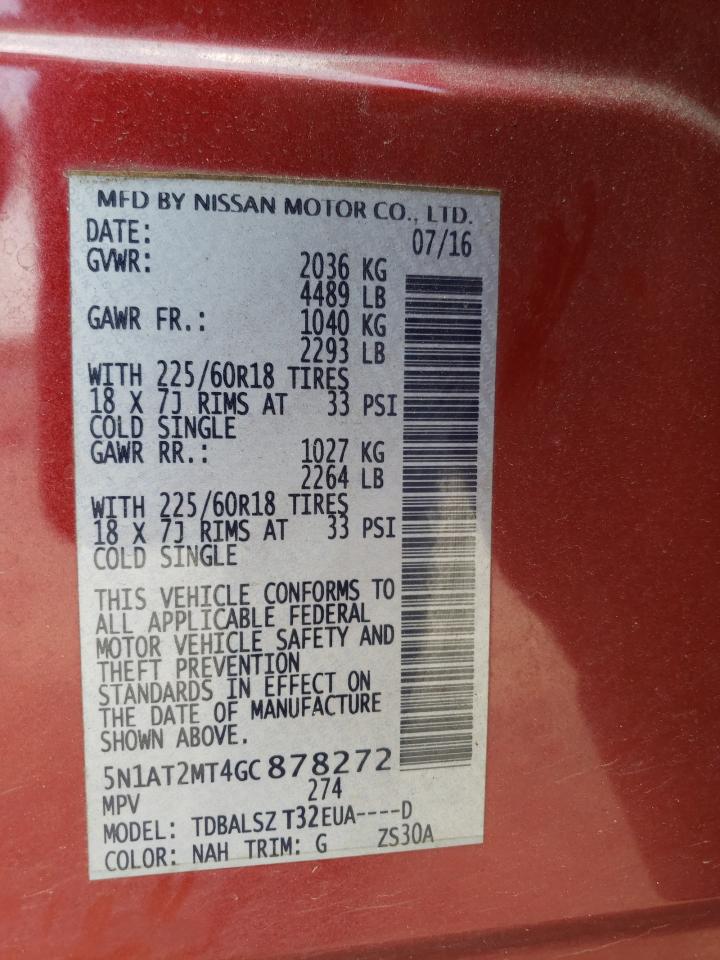 MFD BY NISSAN MOTOR CO., LTD.
DATE: 07/16
GVWR: 2036 KG
4489 LB
GAWR FR.: 1040 KG
2293 LB
WITH 225/60R18 TIRES
18 X 7J RIMS AT 33 PSI
COLD SINGLE
GAWR RR.: 1027 KG
2264 LB
WITH 225/60R18 TIRES
18 X 7J RIMS AT 33 PSI
COLD SINGLE
THIS VEHICLE CONFORMS TO
ALL APPLICABLE FEDERAL
MOTOR VEHICLE SAFETY AND
THEFT PREVENTION
STANDARDS IN EFFECT ON
THE DATE OF MANUFACTURE
SHOWN ABOVE.
5N1AT2MT4GC878272
MPV 274
MODEL: TDBALSZ T32EUA----D
COLOR: NAH TRIM: G ZS30A